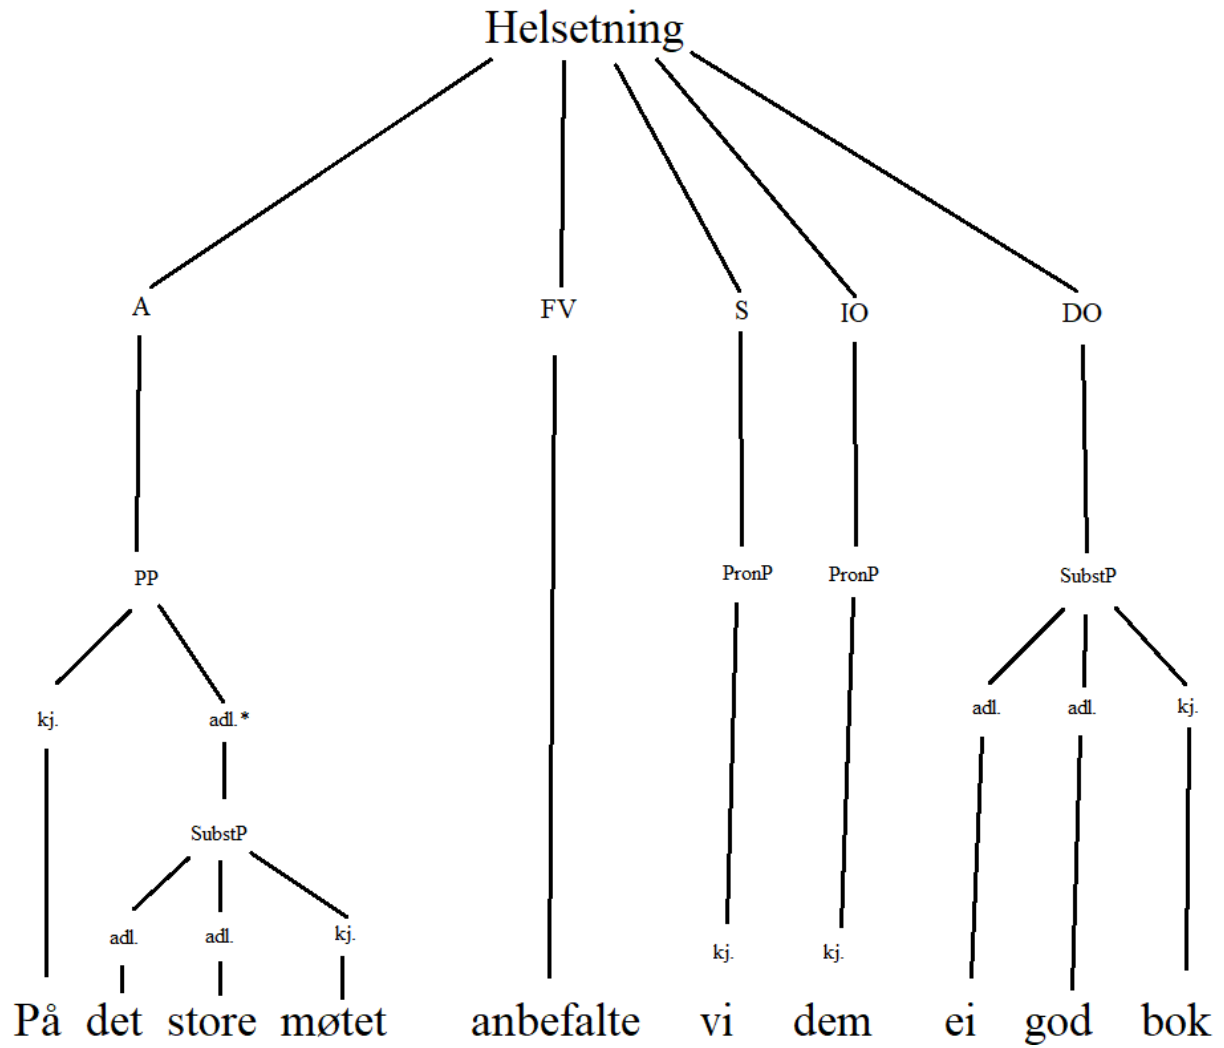 Helsetning
A FV S IO DO
PP PronP PronP SubstP
kj. adl.* adl. adl. kj.
SubstP
adl. adl. kj. kj. kj.
På det store møtet anbefalte vi dem ei god bok